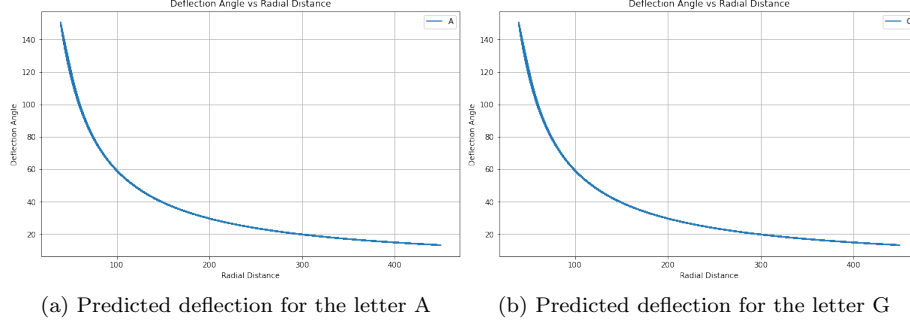 Deflection Angle vs Radial Distance
A
140
120
100
80
60
40
20
Deflection Angle
100 200 300 400
Radial Distance
(a) Predicted deflection for the letter A
Deflection Angle vs Radial Distance
G
140
120
100
80
60
40
20
Deflection Angle
100 200 300 400
Radial Distance
(b) Predicted deflection for the letter G